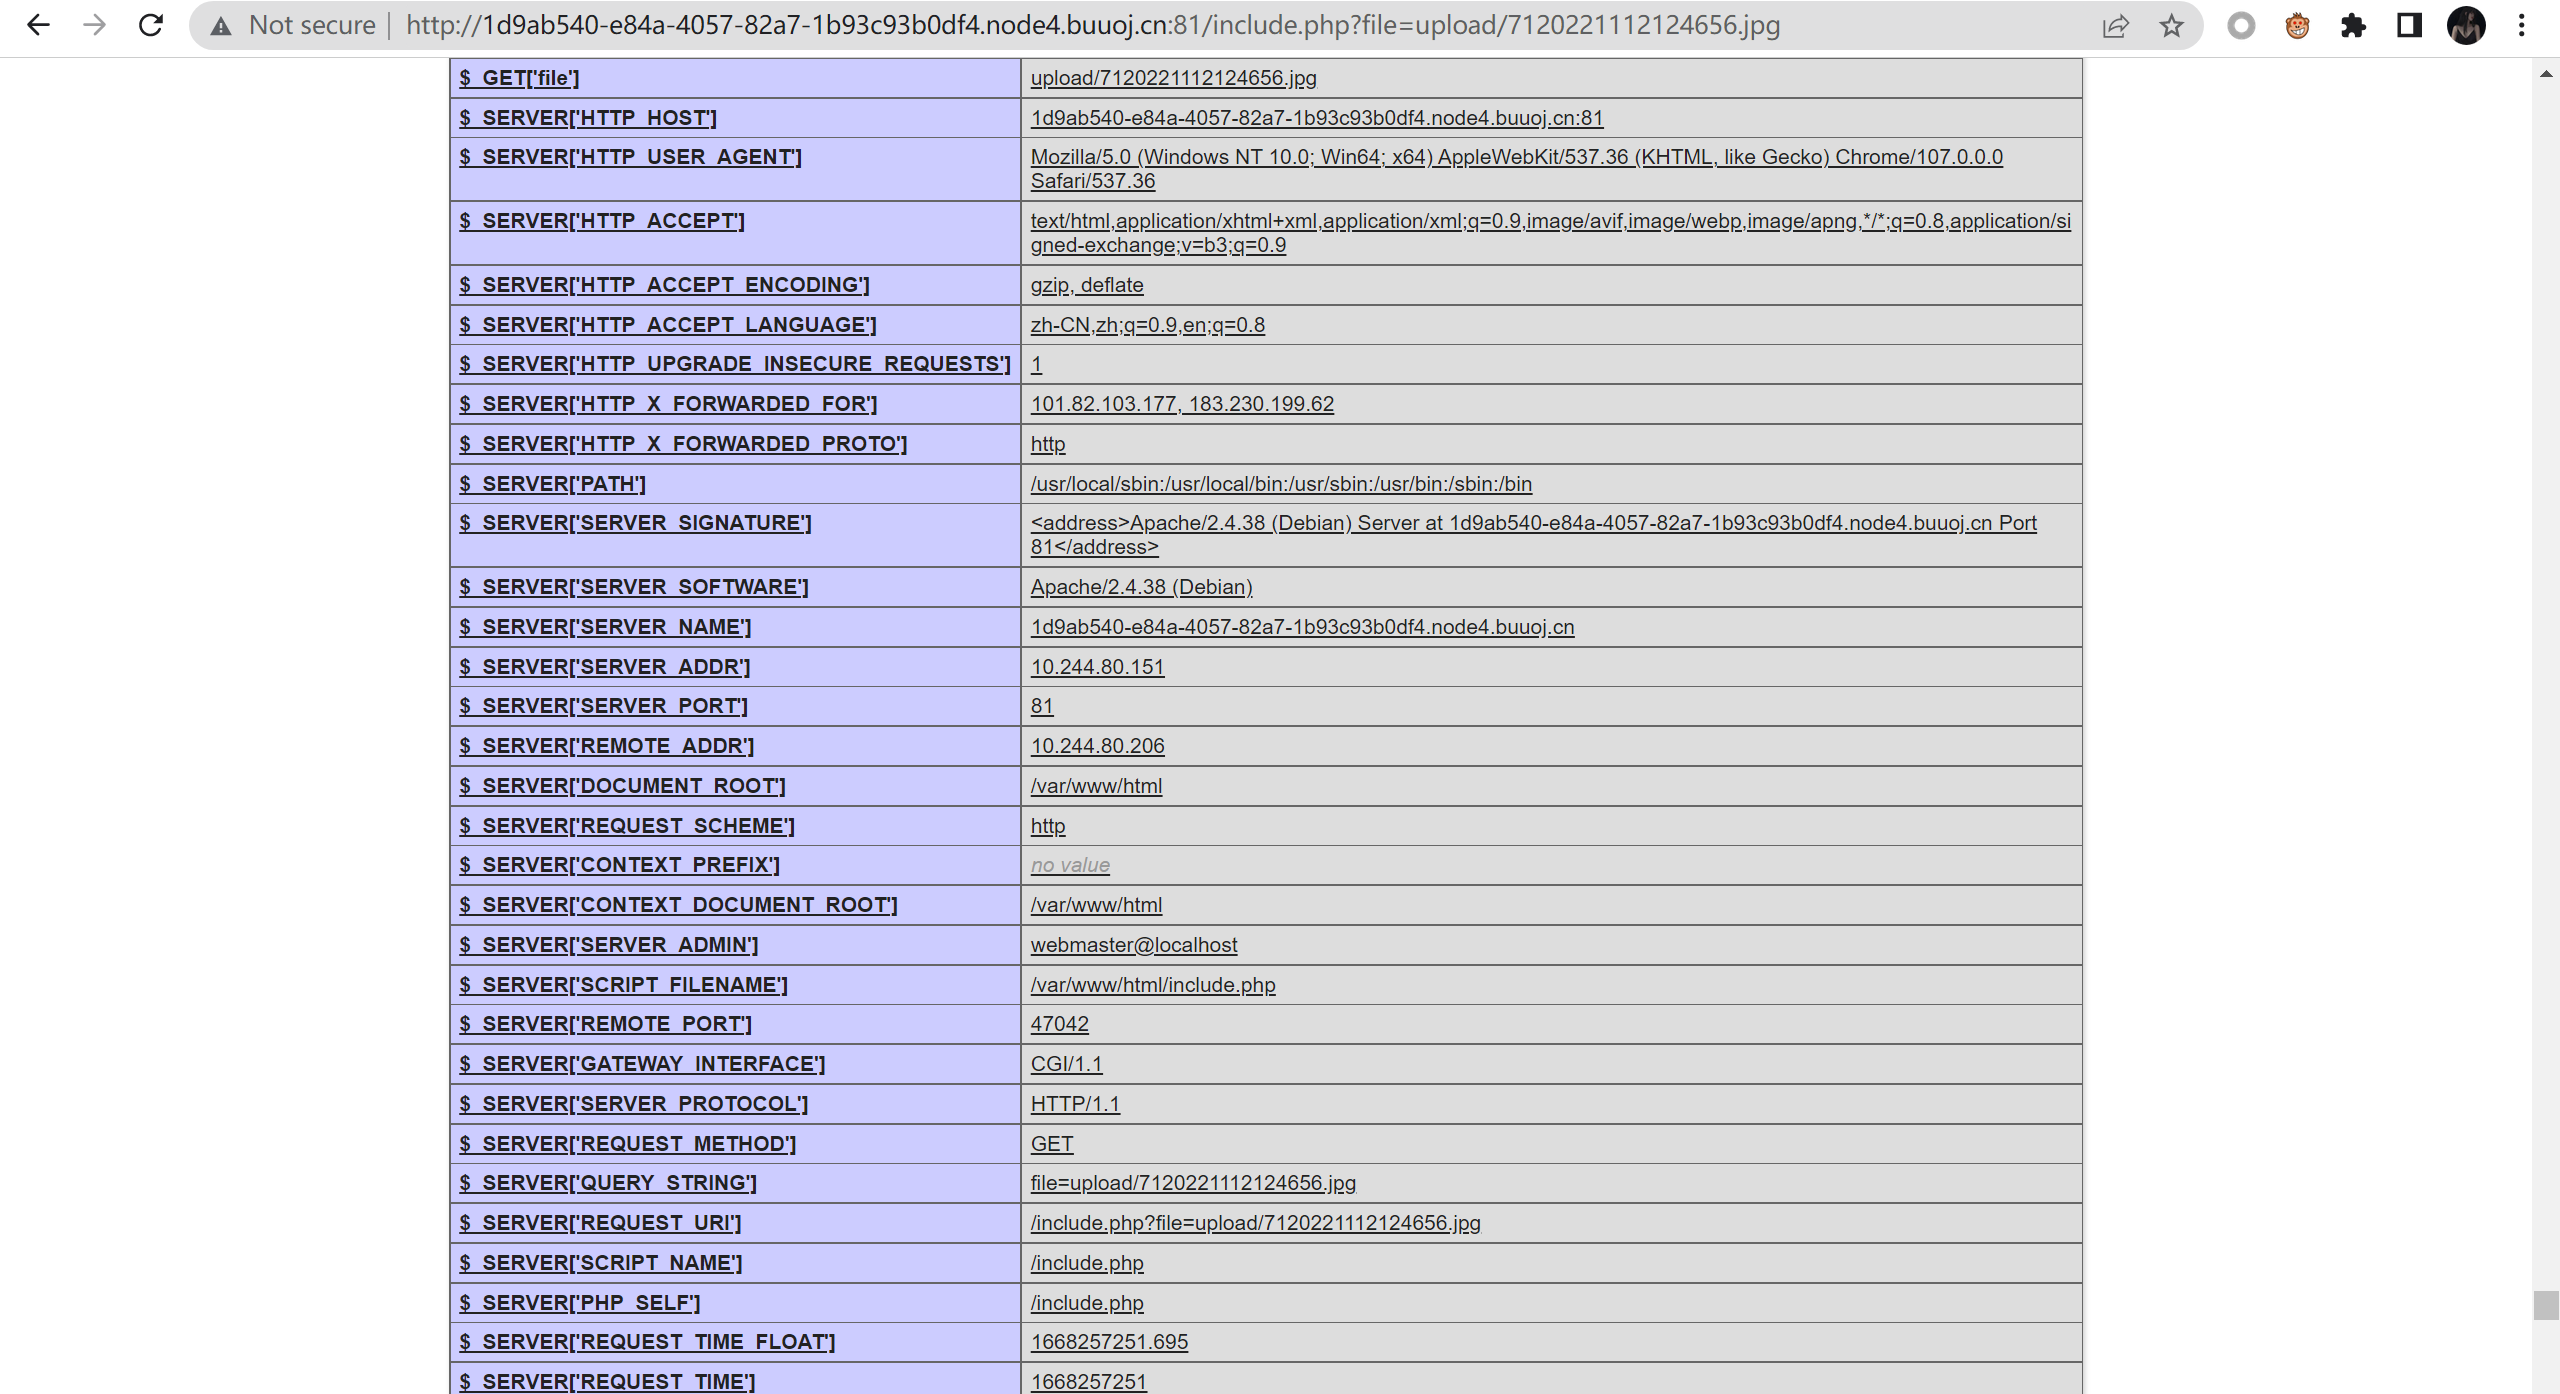 Not secure | http://1d9ab540-e84a-4057-82a7-1b93c93b0df4.node4.buuoj.cn:81/include.php?file=upload/7120221112124656.jpg
$_GET['file'] upload/7120221112124656.jpg
$_SERVER['HTTP_HOST'] 1d9ab540-e84a-4057-82a7-1b93c93b0df4.node4.buuoj.cn:81
$_SERVER['HTTP_USER_AGENT'] Mozilla/5.0 (Windows NT 10.0; Win64; x64) AppleWebKit/537.36 (KHTML, like Gecko) Chrome/107.0.0.0
Safari/537.36
$_SERVER['HTTP_ACCEPT'] text/html,application/xhtml+xml,application/xml;q=0.9,image/avif,image/webp,image/apng,*/*;q=0.8,application/si
gned-exchange;v=b3;q=0.9
$_SERVER['HTTP_ACCEPT_ENCODING'] gzip, deflate
$_SERVER['HTTP_ACCEPT_LANGUAGE'] zh-CN,zh;q=0.9,en;q=0.8
$_SERVER['HTTP_UPGRADE_INSECURE_REQUESTS'] 1
$_SERVER['HTTP_X_FORWARDED_FOR'] 101.82.103.177, 183.230.199.62
$_SERVER['HTTP_X_FORWARDED_PROTO'] http
$_SERVER['PATH'] /usr/local/sbin:/usr/local/bin:/usr/sbin:/usr/bin:/sbin:/bin
$_SERVER['SERVER_SIGNATURE'] <address>Apache/2.4.38 (Debian) Server at 1d9ab540-e84a-4057-82a7-1b93c93b0df4.node4.buuoj.cn Port
81</address>
$_SERVER['SERVER_SOFTWARE'] Apache/2.4.38 (Debian)
$_SERVER['SERVER_NAME'] 1d9ab540-e84a-4057-82a7-1b93c93b0df4.node4.buuoj.cn
$_SERVER['SERVER_ADDR'] 10.244.80.151
$_SERVER['SERVER_PORT'] 81
$_SERVER['REMOTE_ADDR'] 10.244.80.206
$_SERVER['DOCUMENT_ROOT'] /var/www/html
$_SERVER['REQUEST_SCHEME'] http
$_SERVER['CONTEXT_PREFIX'] no value
$_SERVER['CONTEXT_DOCUMENT_ROOT'] /var/www/html
$_SERVER['SERVER_ADMIN'] webmaster@localhost
$_SERVER['SCRIPT_FILENAME'] /var/www/html/include.php
$_SERVER['REMOTE_PORT'] 47042
$_SERVER['GATEWAY_INTERFACE'] CGI/1.1
$_SERVER['SERVER_PROTOCOL'] HTTP/1.1
$_SERVER['REQUEST_METHOD'] GET
$_SERVER['QUERY_STRING'] file=upload/7120221112124656.jpg
$_SERVER['REQUEST_URI'] /include.php?file=upload/7120221112124656.jpg
$_SERVER['SCRIPT_NAME'] /include.php
$_SERVER['PHP_SELF'] /include.php
$_SERVER['REQUEST_TIME_FLOAT'] 1668257251.695
$_SERVER['REQUEST_TIME'] 1668257251